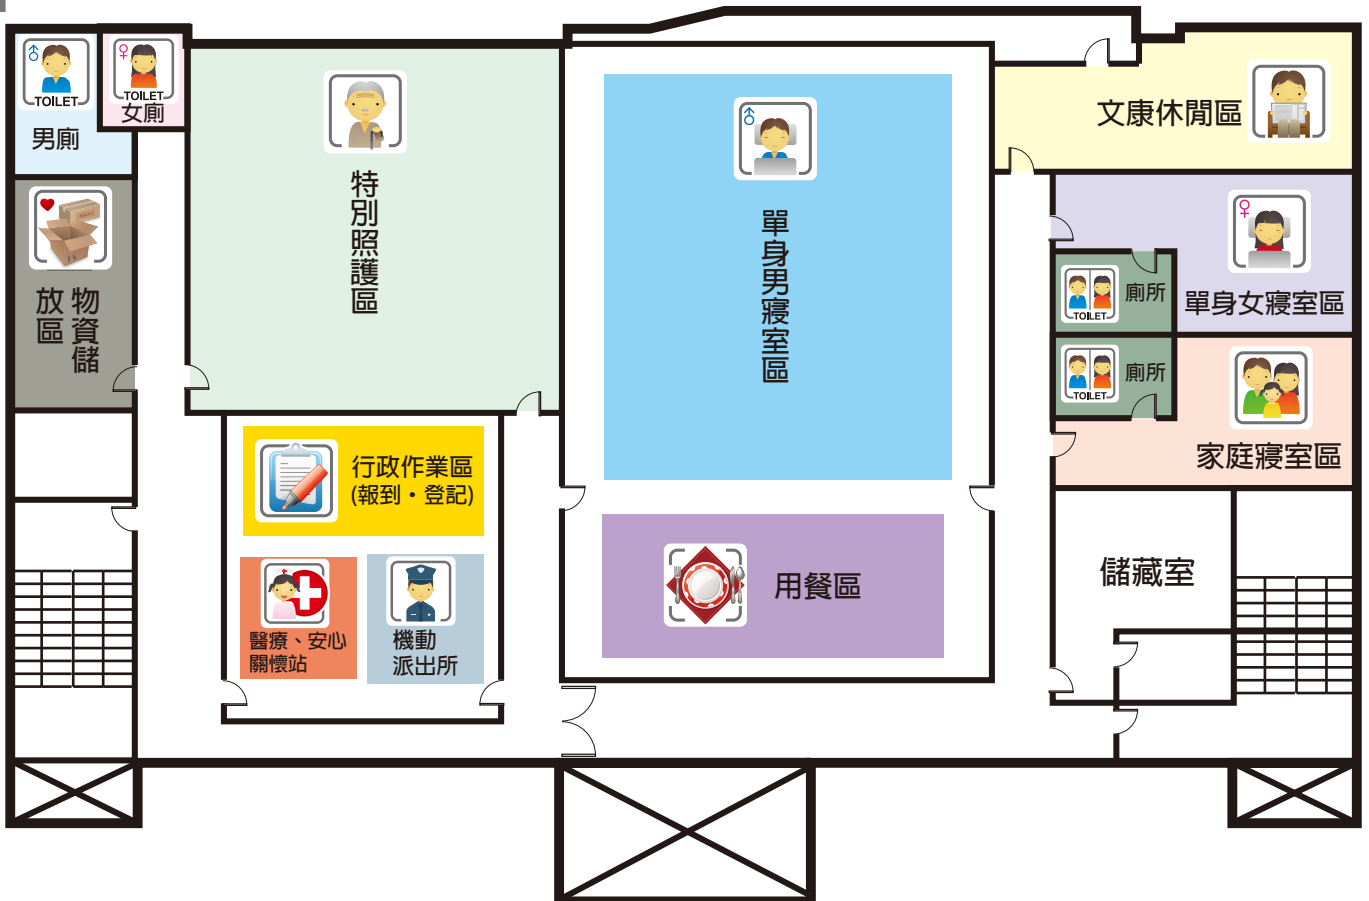 TOILET
男廁
TOILET
女廁
物資儲
放區
特別照護區
單身男寢室區
文康休閒區
單身女寢室區
TOILET
廁所
TOILET
廁所
家庭寢室區
行政作業區
(報到・登記)
醫療、安心
關懷站
機動
派出所
用餐區
儲藏室